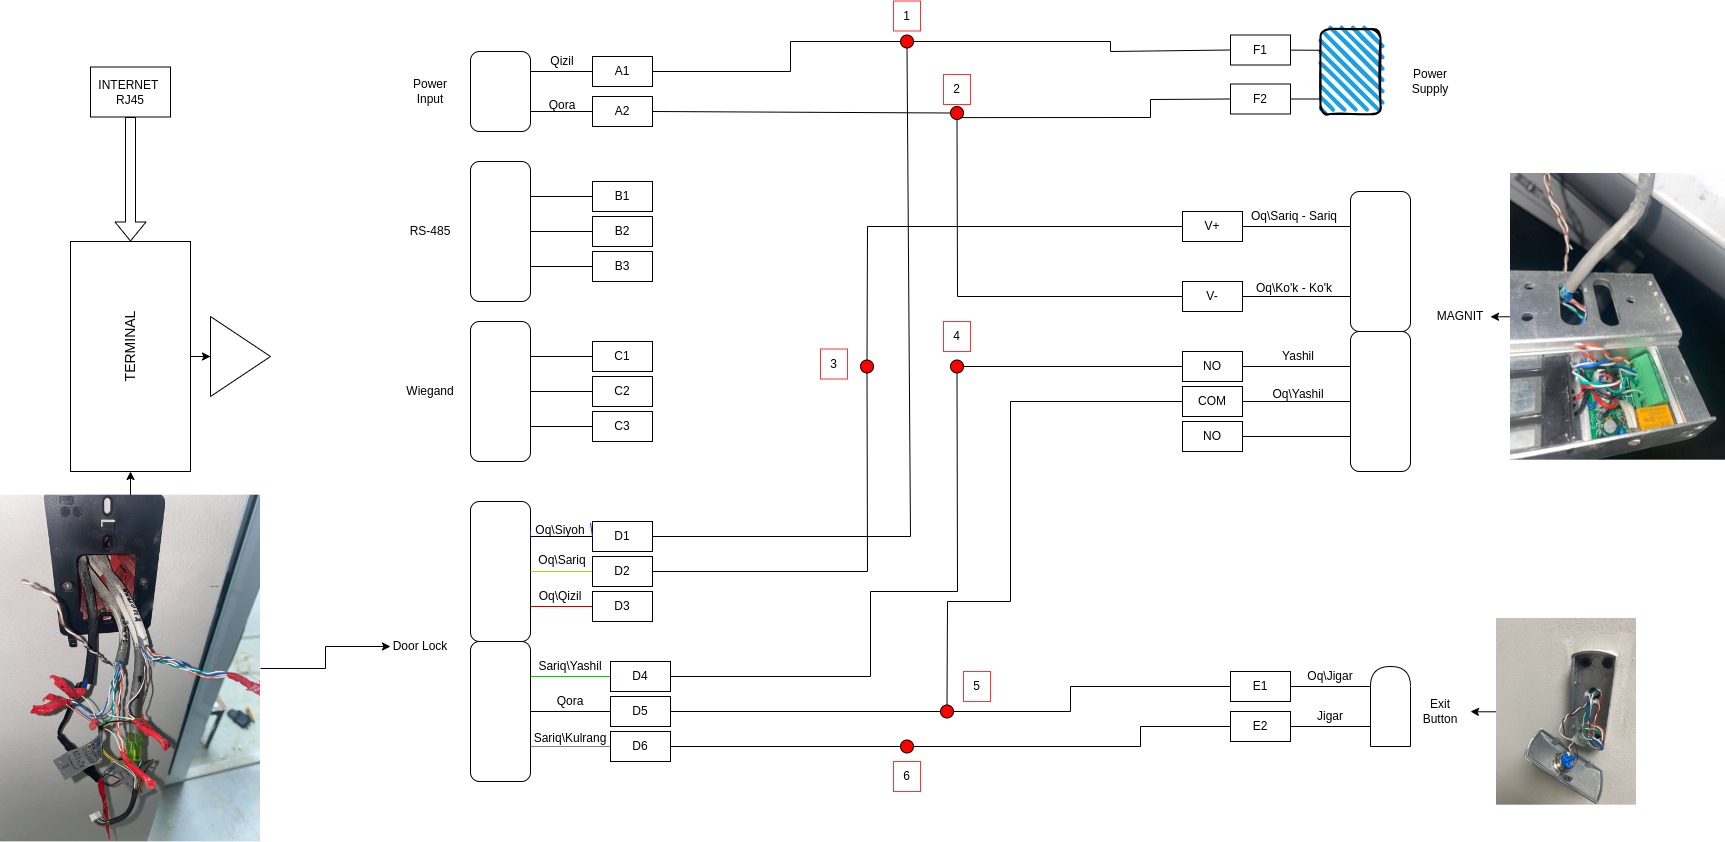 INTERNET
RJ45
TERMINAL
Power
Input
Qizil
A1
Qora
A2
RS-485
B1
B2
B3
Wiegand
C1
C2
C3
Door Lock
Oq\Siyoh \
D1
Oq\Sariq
D2
Oq\Qizil
D3
Sariq\Yashil
D4
Qora
D5
Sariq\Kulrang
D6
1
2
3
4
5
6
F1
F2
Power
Supply
V+
Oq\Sariq - Sariq
V-
Oq\Ko'k - Ko'k
MAGNIT
NO
Yashil
COM
Oq\Yashil
NO
E1
Oq\Jigar
E2
Jigar
Exit
Button